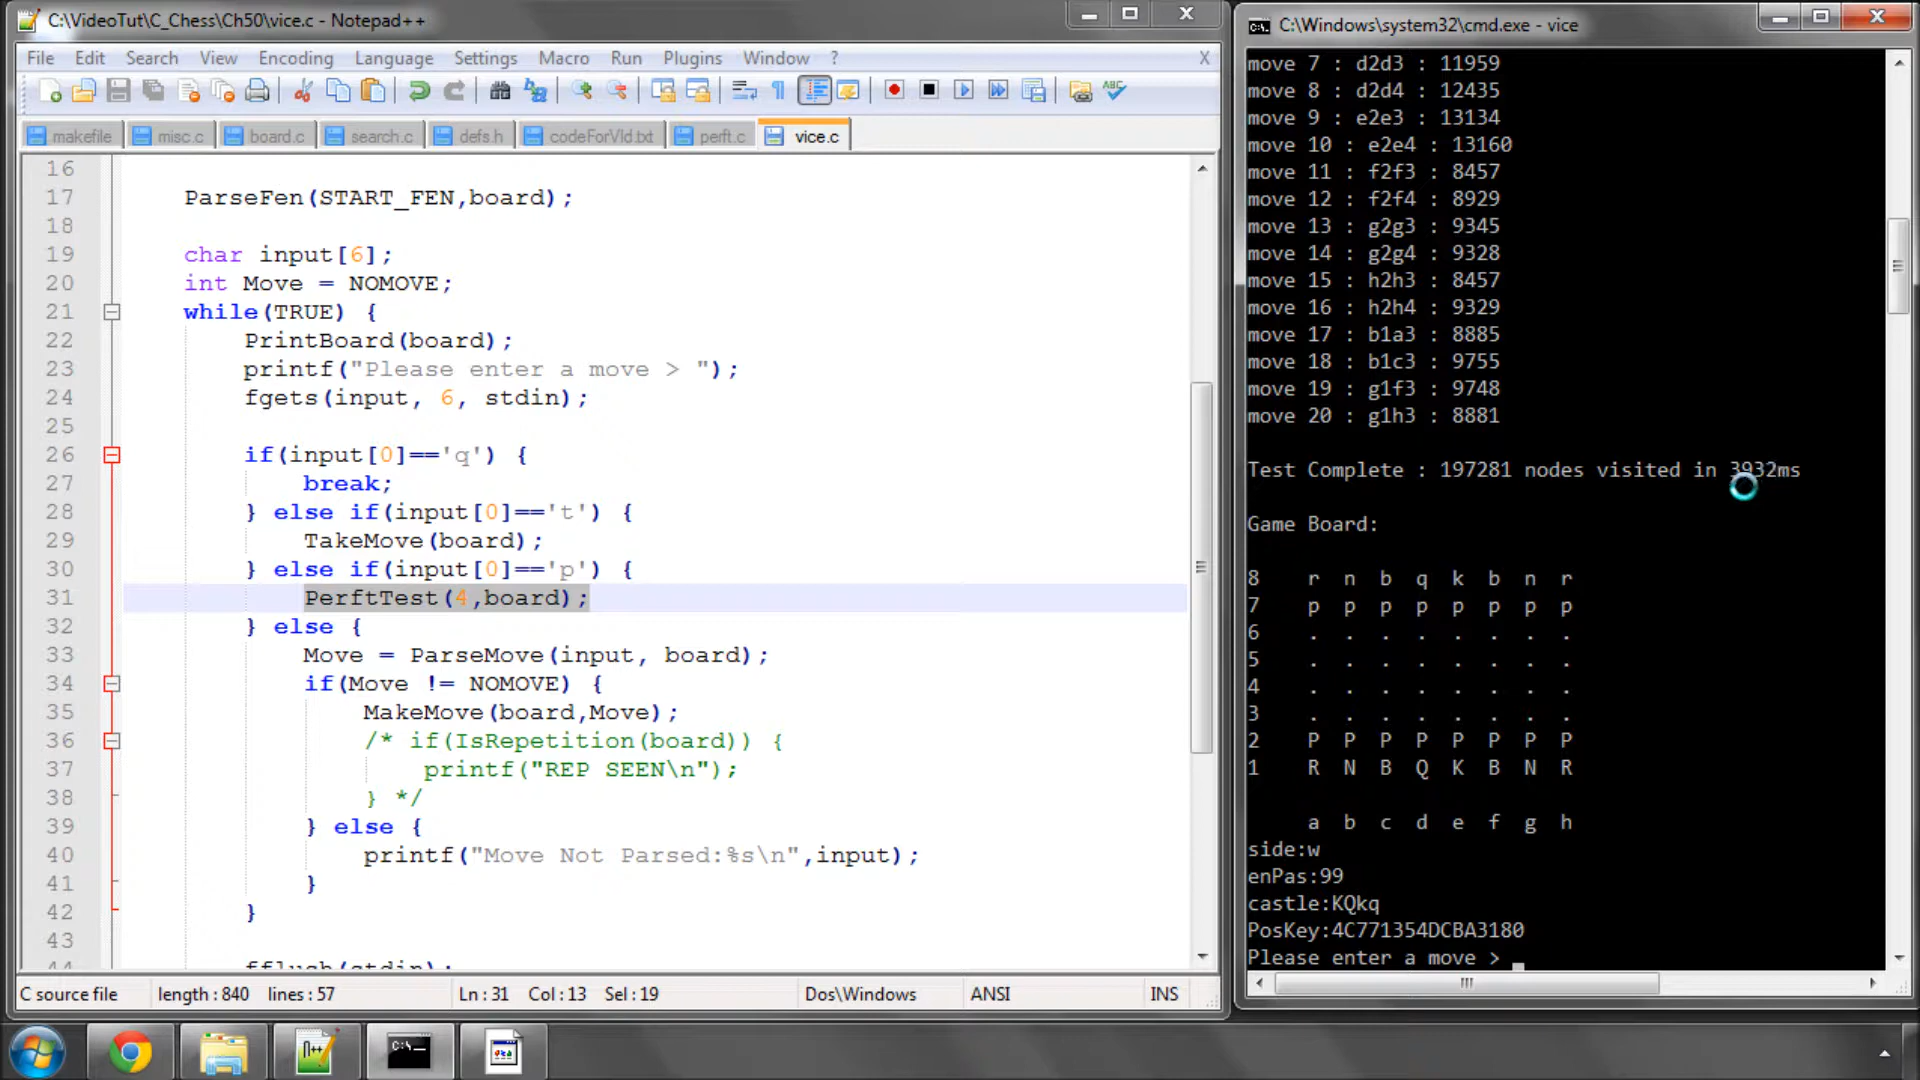 C:\VideoTut\C_Chess\Ch50\vice.c - Notepad++
File Edit Search View Encoding Language Settings Macro Run Plugins Window ? X
makefile misc.c board.c search.c defs.h codeForVid.txt perft.c vice.c
16
17 ParseFen(START_FEN,board);
18
19 char input[6];
20 int Move = NOMOVE;
21 while(TRUE) {
22 PrintBoard(board);
23 printf("Please enter a move > ");
24 fgets(input, 6, stdin);
25
26 if(input[0]=='q') {
27 break;
28 } else if(input[0]=='t') {
29 TakeMove(board);
30 } else if(input[0]=='p') {
31 PerftTest(4,board);
32 } else {
33 Move = ParseMove(input, board);
34 if(Move != NOMOVE) {
35 MakeMove(board,Move);
36 /* if(IsRepetition(board)) {
37 printf("REP SEEN\n");
38 } */
39 } else {
40 printf("Move Not Parsed:%s\n",input);
41 }
42 }
43
44 fflush(stdin);
C source file length : 840 lines : 57 Ln : 31 Col : 13 Sel : 19 Dos\Windows ANSI INS
C:\Windows\system32\cmd.exe - vice
move 7 : d2d3 : 11959
move 8 : d2d4 : 12435
move 9 : e2e3 : 13134
move 10 : e2e4 : 13160
move 11 : f2f3 : 8457
move 12 : f2f4 : 8929
move 13 : g2g3 : 9345
move 14 : g2g4 : 9328
move 15 : h2h3 : 8457
move 16 : h2h4 : 9329
move 17 : b1a3 : 8885
move 18 : b1c3 : 9755
move 19 : g1f3 : 9748
move 20 : g1h3 : 8881
Test Complete : 197281 nodes visited in 3932ms
Game Board:
8 r n b q k b n r
7 p p p p p p p p
6 . . . . . . . .
5 . . . . . . . .
4 . . . . . . . .
3 . . . . . . . .
2 P P P P P P P P
1 R N B Q K B N R
a b c d e f g h
side:w
enPas:99
castle:KQkq
PosKey:4C771354DCBA3180
Please enter a move > _